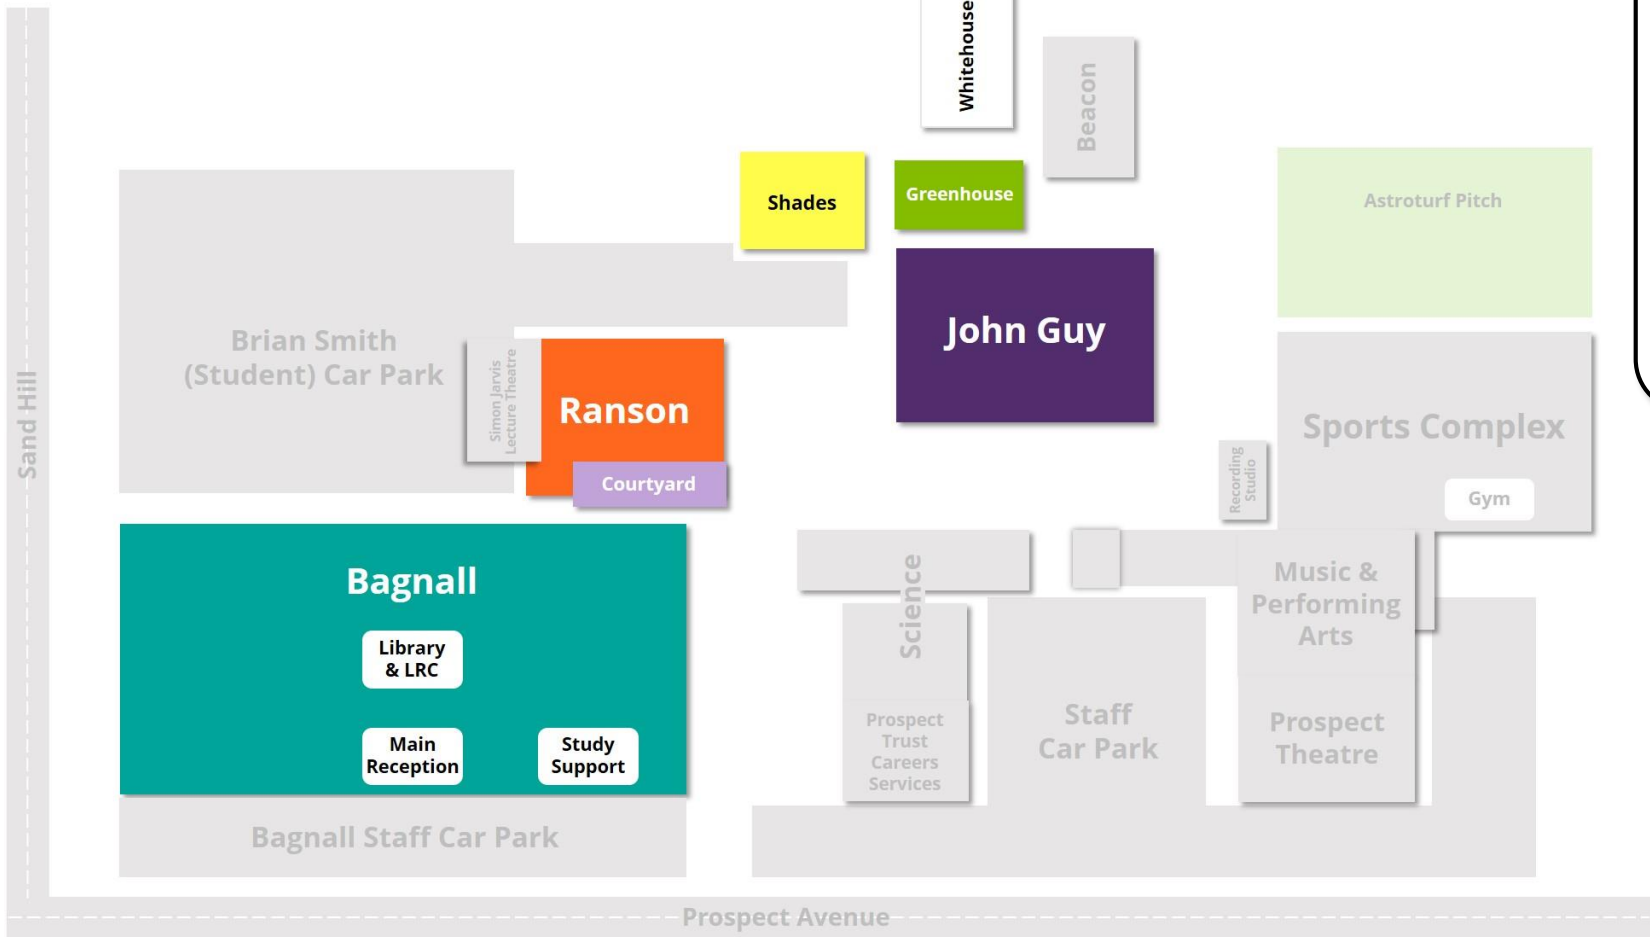 Whitehouse
Beacon
Shades
Greenhouse
Astroturf Pitch
John Guy
Brian Smith
(Student) Car Park
Simon Jarvis
Lecture Theatre
Ranson
Courtyard
Sand Hill
Sports Complex
Recording
Studio
Gym
Bagnall
Library
& LRC
Main
Reception
Study
Support
Science
Music &
Performing
Arts
Prospect
Trust
Careers
Services
Staff
Car Park
Prospect
Theatre
Bagnall Staff Car Park
Prospect Avenue